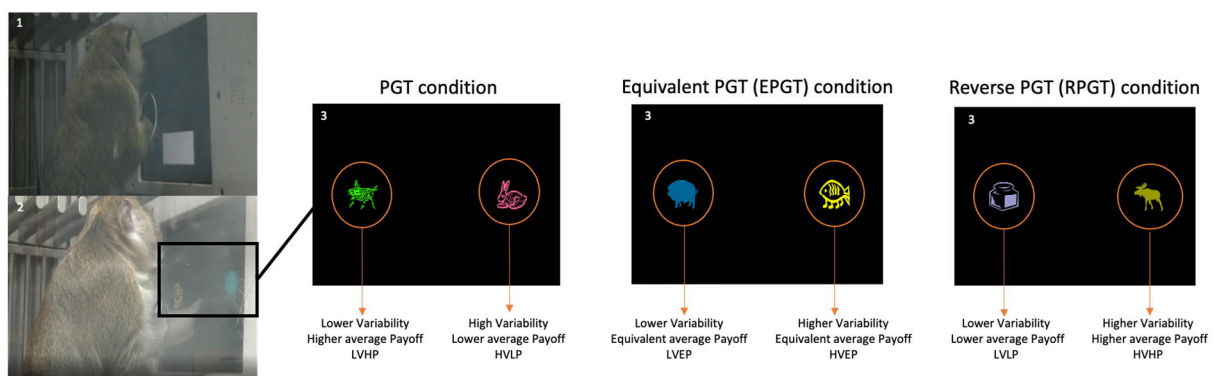 1
2
PGT condition
3
Lower Variability
Higher average Payoff
LVHP
High Variability
Lower average Payoff
HVLP
Equivalent PGT (EPGT) condition
3
Lower Variability
Equivalent average Payoff
LVEP
Higher Variability
Equivalent average Payoff
HVEP
Reverse PGT (RPGT) condition
3
Lower Variability
Lower average Payoff
LVLP
Higher Variability
Higher average Payoff
HVHP